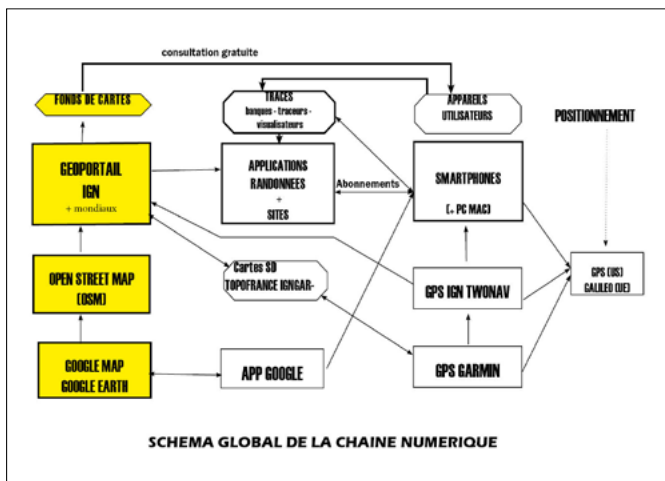 consultation gratuite
FONDS DE CARTES
TRACES
banques - traceurs -
visualisateurs
APPAREILS
UTILISATEURS
POSITIONNEMENT
GEOPORTAIL
IGN
+ mondiaux
APPLICATIONS
RANDONNEES
+
SITES
Abonnements
SMARTPHONES
(+ PC MAC)
OPEN STREET MAP
(OSM)
Cartes SD
TOPOFRANCE IGNGAR-
GPS IGN TWONAV
GPS (US)
GALILEO (UE)
GOOGLE MAP
GOOGLE EARTH
APP GOOGLE
GPS GARMIN
SCHEMA GLOBAL DE LA CHAINE NUMERIQUE